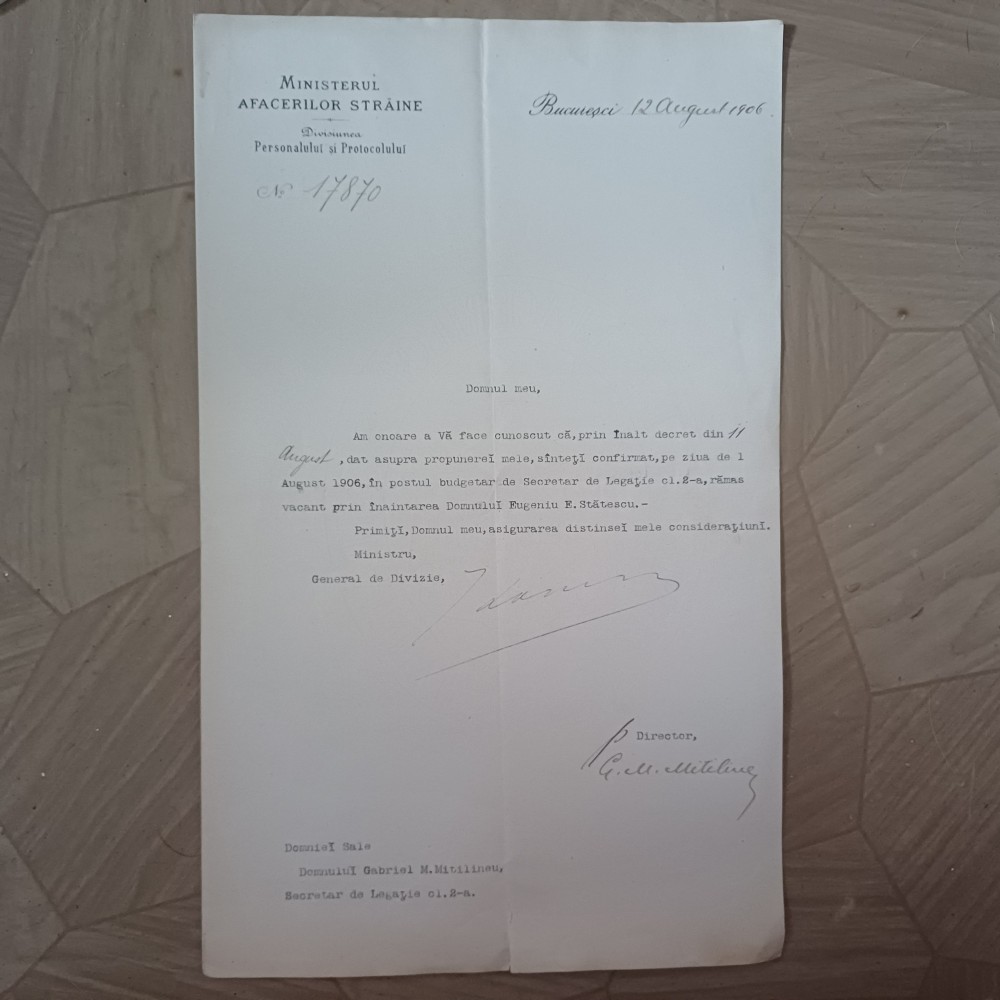 MINISTERUL
AFACERILOR STRĂINE
Divisiunea
Personalului și Protocolului
№ 17870
Bucuresci 12 August 1906.
Domnul meu,
Am onoare a Vă face cunoscut că, prin înalt decret din 11
August, dat asupra propunereĭ mele, sînteţĭ confirmat, pe ziua de 1
August 1906, în postul budgetar de Secretar de Legaţie cl.2-a, rămas
vacant prin înaintarea Domnuluĭ Eugeniu E. Stătescu.-
Primiţĭ, Domnul meu, asigurarea distinseĭ mele consideraţiunĭ.
Ministru,
General de Divizie,
p Director,
G. M. Mitilineu
Domnieĭ Sale
Domnuluĭ Gabriel M. Mitilineu,
Secretar de Legaţie cl.2-a.